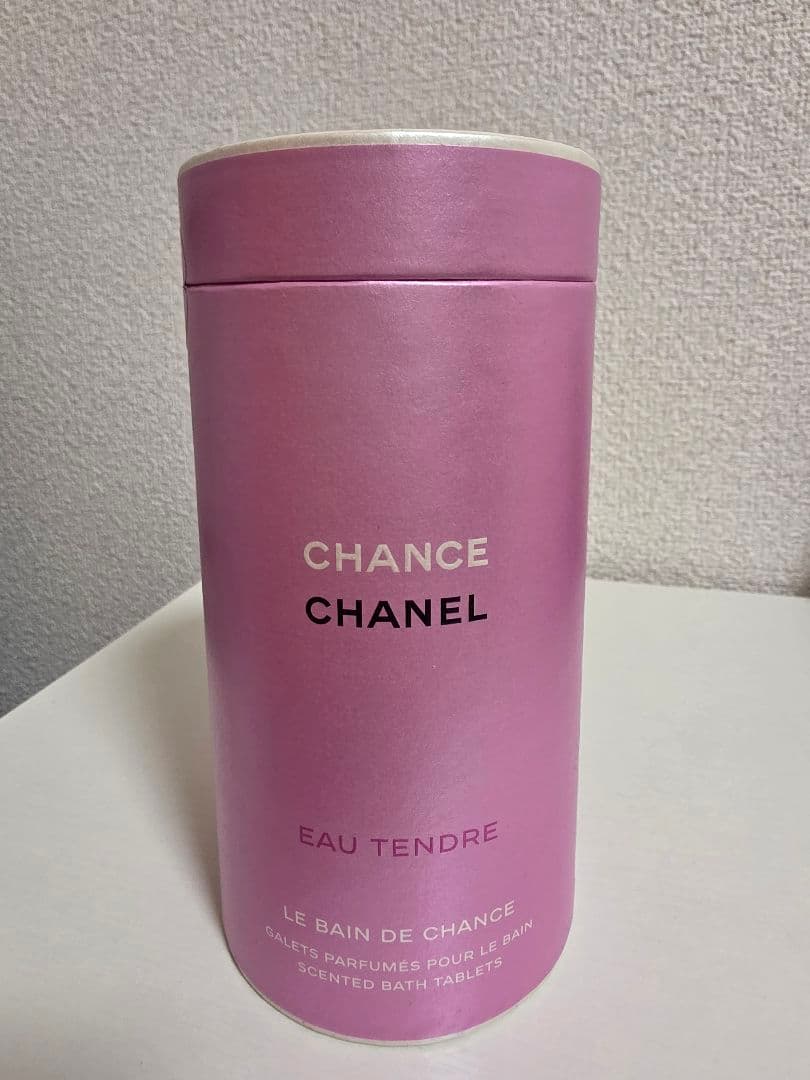 CHANCE
CHANEL
EAU TENDRE
LE BAIN DE CHANCE
GALETS PARFUMÉS POUR LE BAIN
SCENTED BATH TABLETS